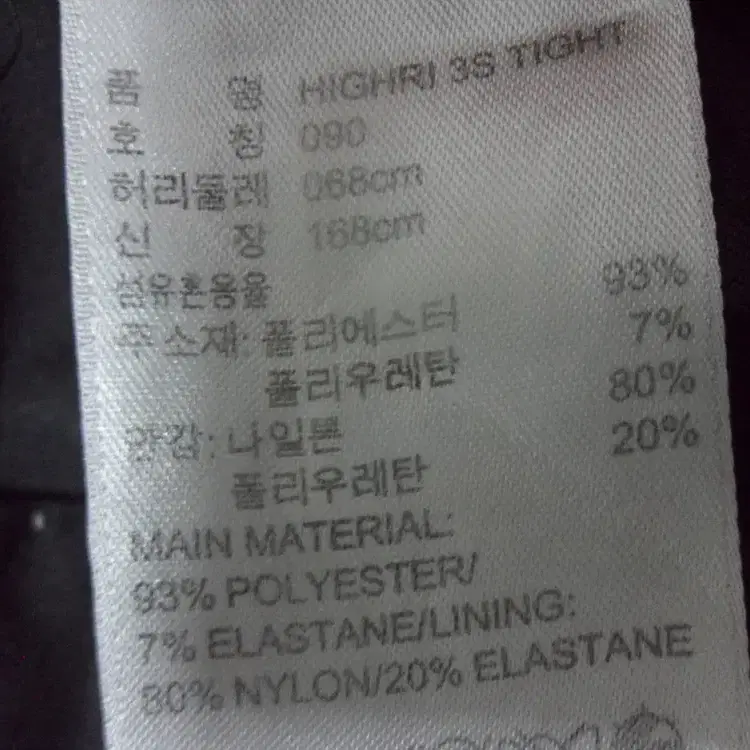 품 명 HIGHRI 3S TIGHT
호 칭 090
허리둘레 068cm
신 장 168cm
섬유혼용율
주 소재: 폴리에스터 93%
폴리우레탄 7%
안감: 나일론 80%
폴리우레탄 20%
MAIN MATERIAL:
93% POLYESTER/
7% ELASTANE/LINING:
80% NYLON/20% ELASTANE